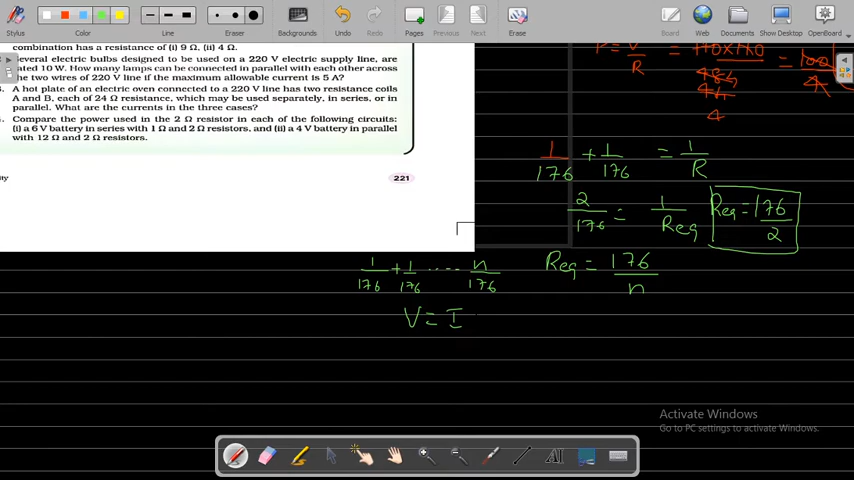 Stylus
Color
Line
Eraser
Backgrounds
Undo
Pages
Erase
Board
Web
Documents
Show Desktop
OpenBoard
combination has a resistance of (i) 9 Ω, (ii) 4 Ω.
Several electric bulbs designed to be used on a 220 V electric supply line, are
ated 10 W. How many lamps can be connected in parallel with each other across
he two wires of 220 V line if the maximum allowable current is 5 A?
A hot plate of an electric oven connected to a 220 V line has two resistance coils
A and B, each of 24 Ω resistance, which may be used separately, in series, or in
parallel. What are the currents in the three cases?
Compare the power used in the 2 Ω resistor in each of the following circuits:
(i) a 6 V battery in series with 1 Ω and 2 Ω resistors, and (ii) a 4 V battery in parallel
with 12 Ω and 2 Ω resistors.
221
484
44
4
1/176 + 1/176 = 1/R
2/176 = 1/Req Req = 176/2
1/176 + 1/176 .... n/176 Req = 176/n
V = I
Activate Windows
Go to PC settings to activate Windows.